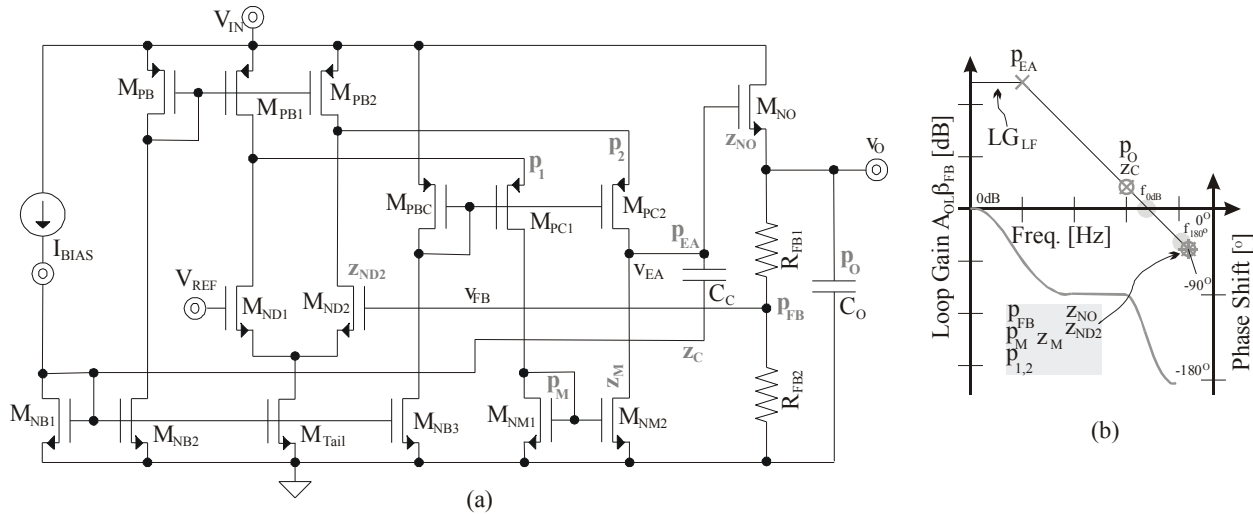 V_IN
M_PB
M_PB1
M_PB2
M_NO
z_NO
v_O
p_1
p_2
M_PBC
M_PC1
M_PC2
I_BIAS
p_EA
v_EA
R_FB1
p_O
C_C
C_O
V_REF
z_ND2
M_ND1
M_ND2
v_FB
p_FB
z_C
p_M
z_M
R_FB2
M_NB1
M_NB2
M_Tail
M_NB3
M_NM1
M_NM2
(a)
p_EA
LG_LF
p_O
z_C
f_0dB
0dB
Loop Gain A_OLβ_FB [dB]
Freq. [Hz]
f_180°
0°
-90°
-180°
Phase Shift [°]
p_FB z_NO
p_M z_M z_ND2
p_1,2
(b)